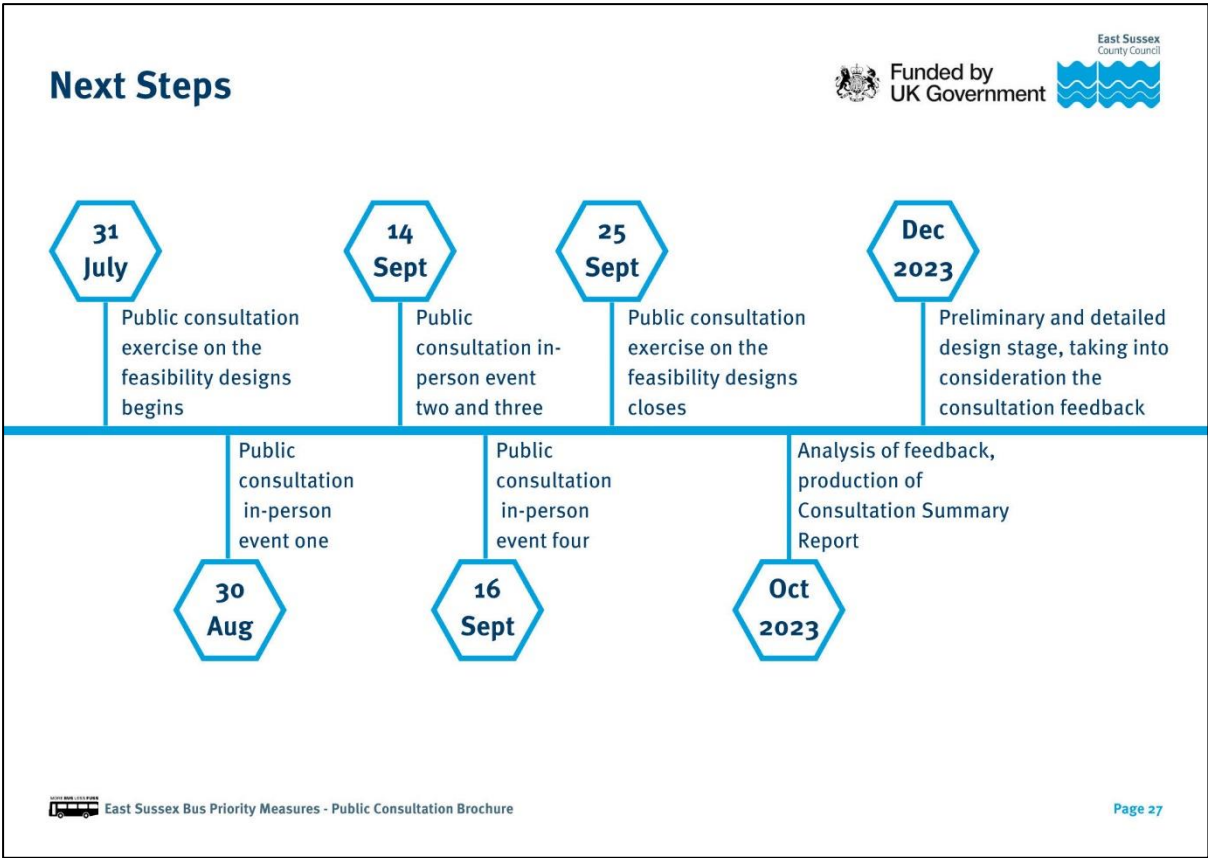 East Sussex
County Council
Next Steps
Funded by
UK Government
31
July
14
Sept
25
Sept
Dec
2023
Public consultation
exercise on the
feasibility designs
begins
Public
consultation in-
person event
two and three
Public consultation
exercise on the
feasibility designs
closes
Preliminary and detailed
design stage, taking into
consideration the
consultation feedback
Public
consultation
in-person
event one
Public
consultation
in-person
event four
Analysis of feedback,
production of
Consultation Summary
Report
30
Aug
16
Sept
Oct
2023
East Sussex Bus Priority Measures - Public Consultation Brochure
Page 27